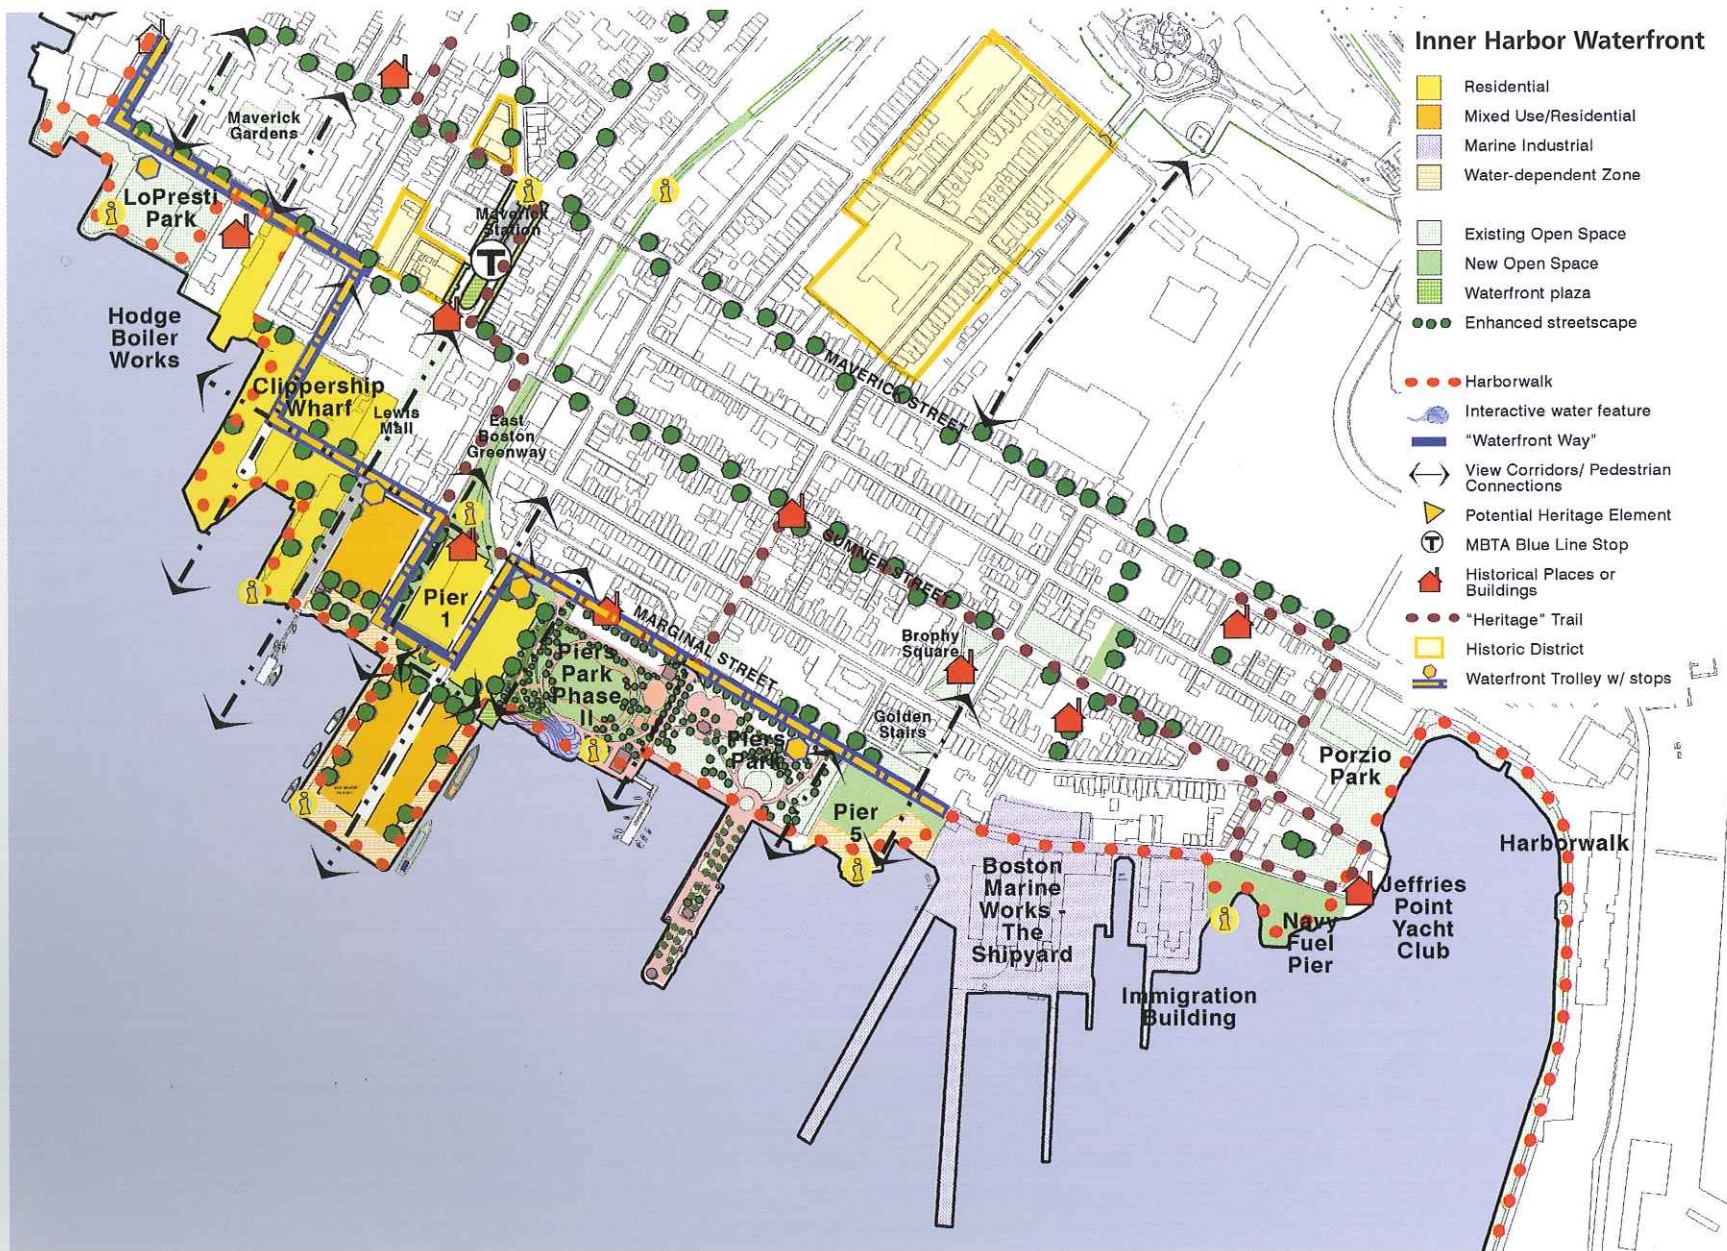 Inner Harbor Waterfront
Residential
Mixed Use/Residential
Marine Industrial
Water-dependent Zone
Existing Open Space
New Open Space
Waterfront plaza
Enhanced streetscape
Harborwalk
Interactive water feature
"Waterfront Way"
View Corridors/ Pedestrian
Connections
Potential Heritage Element
T
MBTA Blue Line Stop
Historical Places or
Buildings
"Heritage" Trail
Historic District
Waterfront Trolley w/ stops
Maverick
Gardens
LoPresti
Park
Maverick
Station
T
Hodge
Boiler
Works
Clippership
Wharf
Lewis
Mall
East
Boston
Greenway
MAVERICK STREET
SUMNER STREET
MARGINAL STREET
Pier
1
Piers
Park
Phase
II
Piers
Park
Brophy
Square
Golden
Stairs
Pier
5
Porzio
Park
Harborwalk
Boston
Marine
Works -
The
Shipyard
Immigration
Building
Navy
Fuel
Pier
Jeffries
Point
Yacht
Club